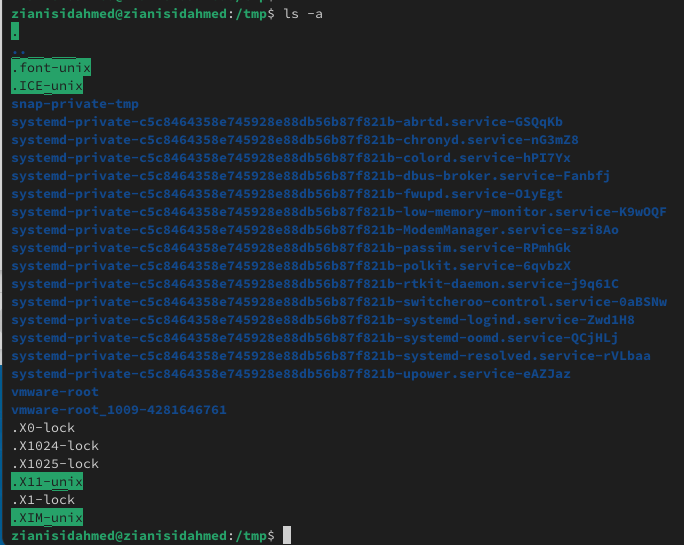 zianisidahmed@zianisidahmed:/tmp$ ls -a
.
..
.font-unix
.ICE-unix
snap-private-tmp
systemd-private-c5c8464358e745928e88db56b87f821b-abrtd.service-GSQqKb
systemd-private-c5c8464358e745928e88db56b87f821b-chronyd.service-nG3mZ8
systemd-private-c5c8464358e745928e88db56b87f821b-colord.service-hPI7Yx
systemd-private-c5c8464358e745928e88db56b87f821b-dbus-broker.service-Fanbfj
systemd-private-c5c8464358e745928e88db56b87f821b-fwupd.service-O1yEgt
systemd-private-c5c8464358e745928e88db56b87f821b-low-memory-monitor.service-K9wOQF
systemd-private-c5c8464358e745928e88db56b87f821b-ModemManager.service-szi8Ao
systemd-private-c5c8464358e745928e88db56b87f821b-passim.service-RPmhGk
systemd-private-c5c8464358e745928e88db56b87f821b-polkit.service-6qvbzX
systemd-private-c5c8464358e745928e88db56b87f821b-rtkit-daemon.service-j9q61C
systemd-private-c5c8464358e745928e88db56b87f821b-switcheroo-control.service-0aBSNw
systemd-private-c5c8464358e745928e88db56b87f821b-systemd-logind.service-Zwd1H8
systemd-private-c5c8464358e745928e88db56b87f821b-systemd-oomd.service-QCjHLj
systemd-private-c5c8464358e745928e88db56b87f821b-systemd-resolved.service-rVLbaa
systemd-private-c5c8464358e745928e88db56b87f821b-upower.service-eAZJaz
vmware-root
vmware-root_1009-4281646761
.X0-lock
.X1024-lock
.X1025-lock
.X11-unix
.X1-lock
.XIM-unix
zianisidahmed@zianisidahmed:/tmp$